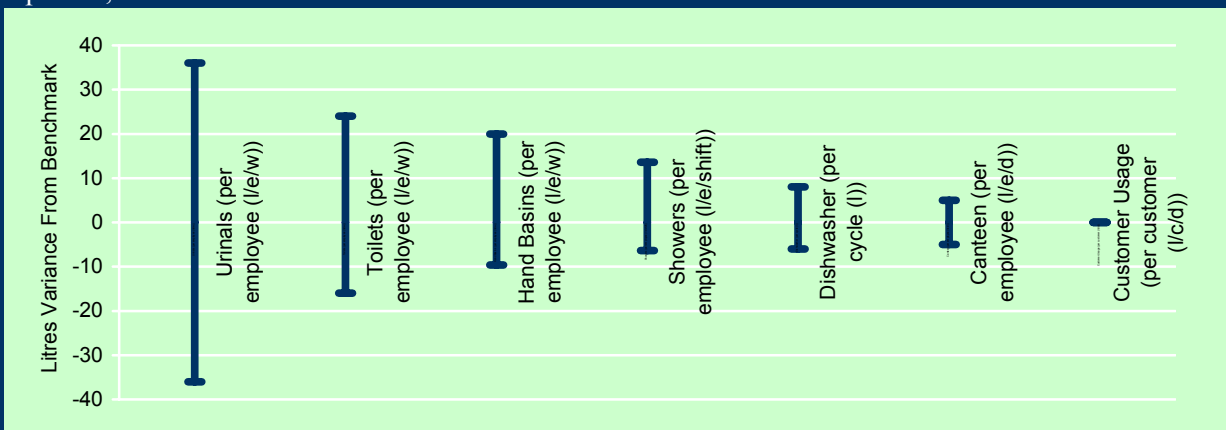 Litres Variance From Benchmark
40
30
20
10
0
-10
-20
-30
-40
Urinals (per
employee (l/e/w))
Toilets (per
employee (l/e/w))
Hand Basins (per
employee (l/e/w))
Showers (per
employee (l/e/shift))
Dishwasher (per
cycle (l))
Canteen (per
employee (l/e/d))
Customer Usage
(per customer
(l/c/d))